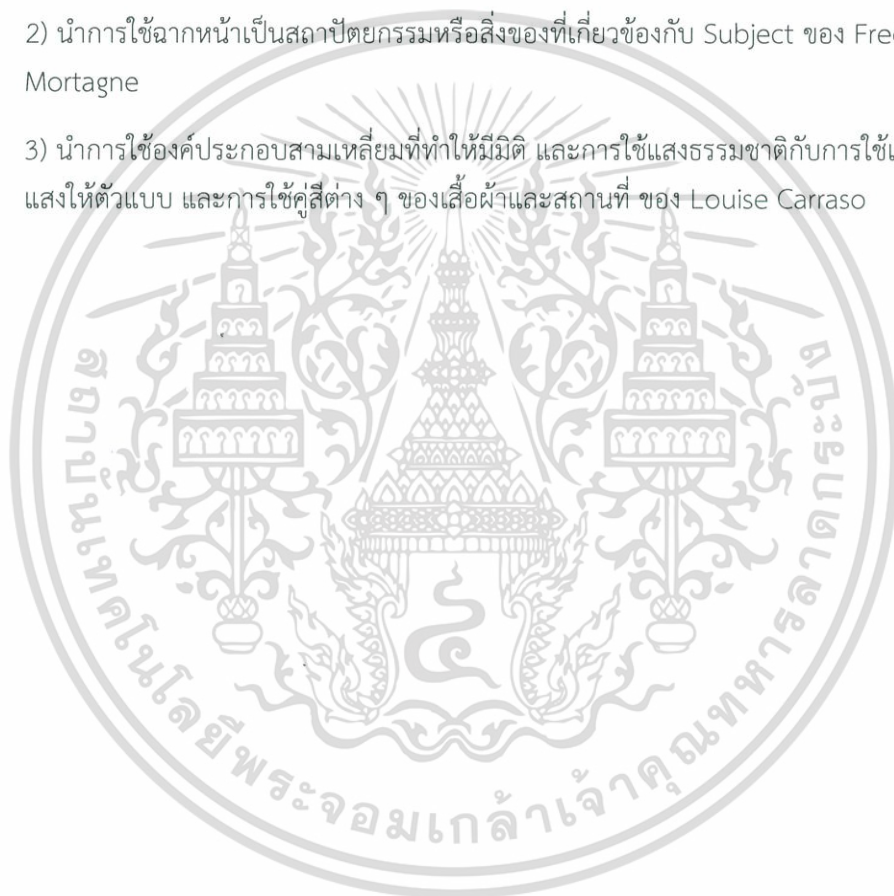 2) นำการใช้ฉากหน้าเป็นสถาปัตยกรรมหรือสิ่งของที่เกี่ยวข้องกับ Subject ของ
Mortagne
3) นำการใช้องค์ประกอบสามเหลี่ยมที่ทำให้มีมิติ และการใช้แสงธรรมชาติกับการใช้
แสงให้ตัวแบบ และการใช้คู่สีต่าง ๆ ของเสื้อผ้าและสถานที่ ของ Louise Carraso
สถาบันเทคโนโลยีพระจอมเกล้าเจ้าคุณทหารลาดกระบัง
๔